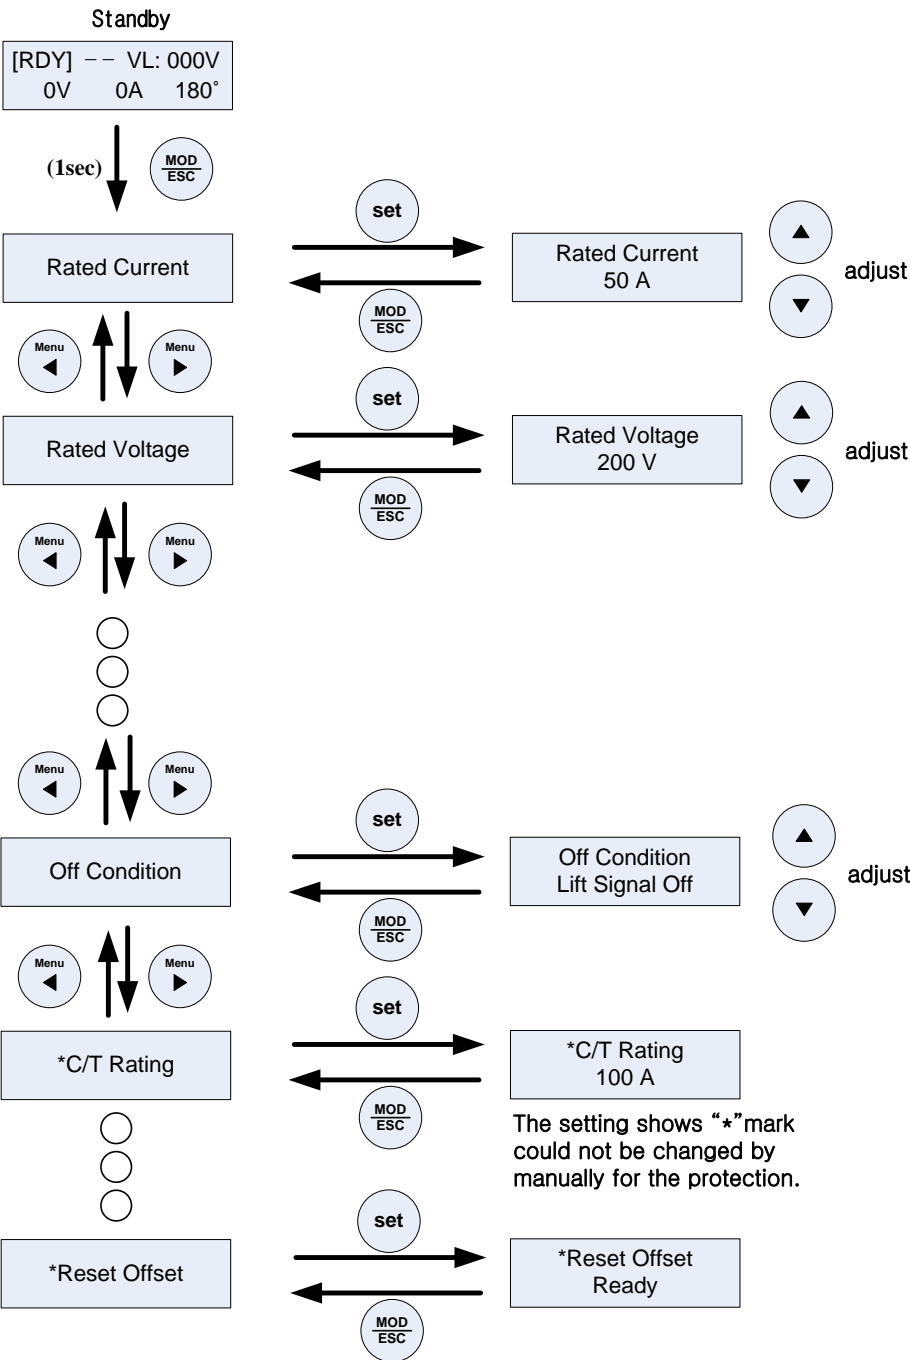 Standby
[RDY] －－ VL: 000V
0V 0A 180˚
(1sec)
MOD
ESC
set
Rated Current
Rated Current
50 A
adjust
MOD
ESC
Menu
Menu
set
Rated Voltage
Rated Voltage
200 V
adjust
MOD
ESC
Menu
Menu
Menu
Menu
set
Off Condition
Off Condition
Lift Signal Off
adjust
MOD
ESC
Menu
Menu
set
*C/T Rating
*C/T Rating
100 A
MOD
ESC
The setting shows “*”mark
could not be changed by
manually for the protection.
set
*Reset Offset
*Reset Offset
Ready
MOD
ESC